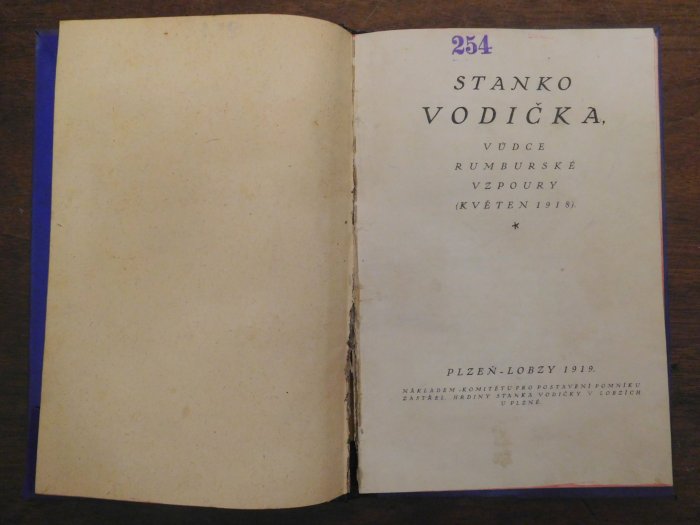 254
STANKO
VODIČKA,
VŮDCE
RUMBURSKÉ
VZPOURY
(KVĚTEN 1918).
*
PLZEŇ-LOBZY 1919.
NÁKLADEM KOMITÉTU PRO POSTAVENÍ POMNÍKU
ZASTŘEL. HRDINY STANKA VODIČKY V LOBZÍCH
U PLZNĚ.